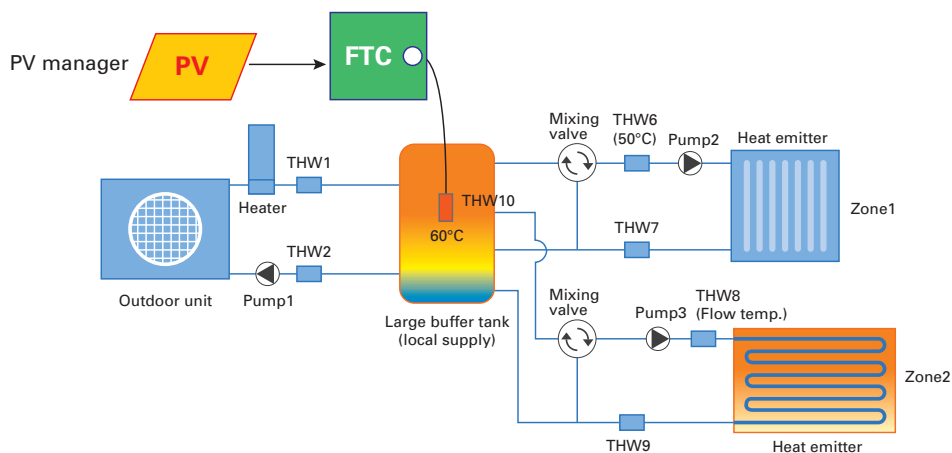 PV manager
PV
FTC
Mixing
valve
THW6
(50°C)
Pump2
Heat emitter
THW1
Heater
THW10
60°C
THW7
Zone1
THW2
Outdoor unit
Pump1
Large buffer tank
(local supply)
Mixing
valve
Pump3
THW8
(Flow temp.)
Zone2
THW9
Heat emitter